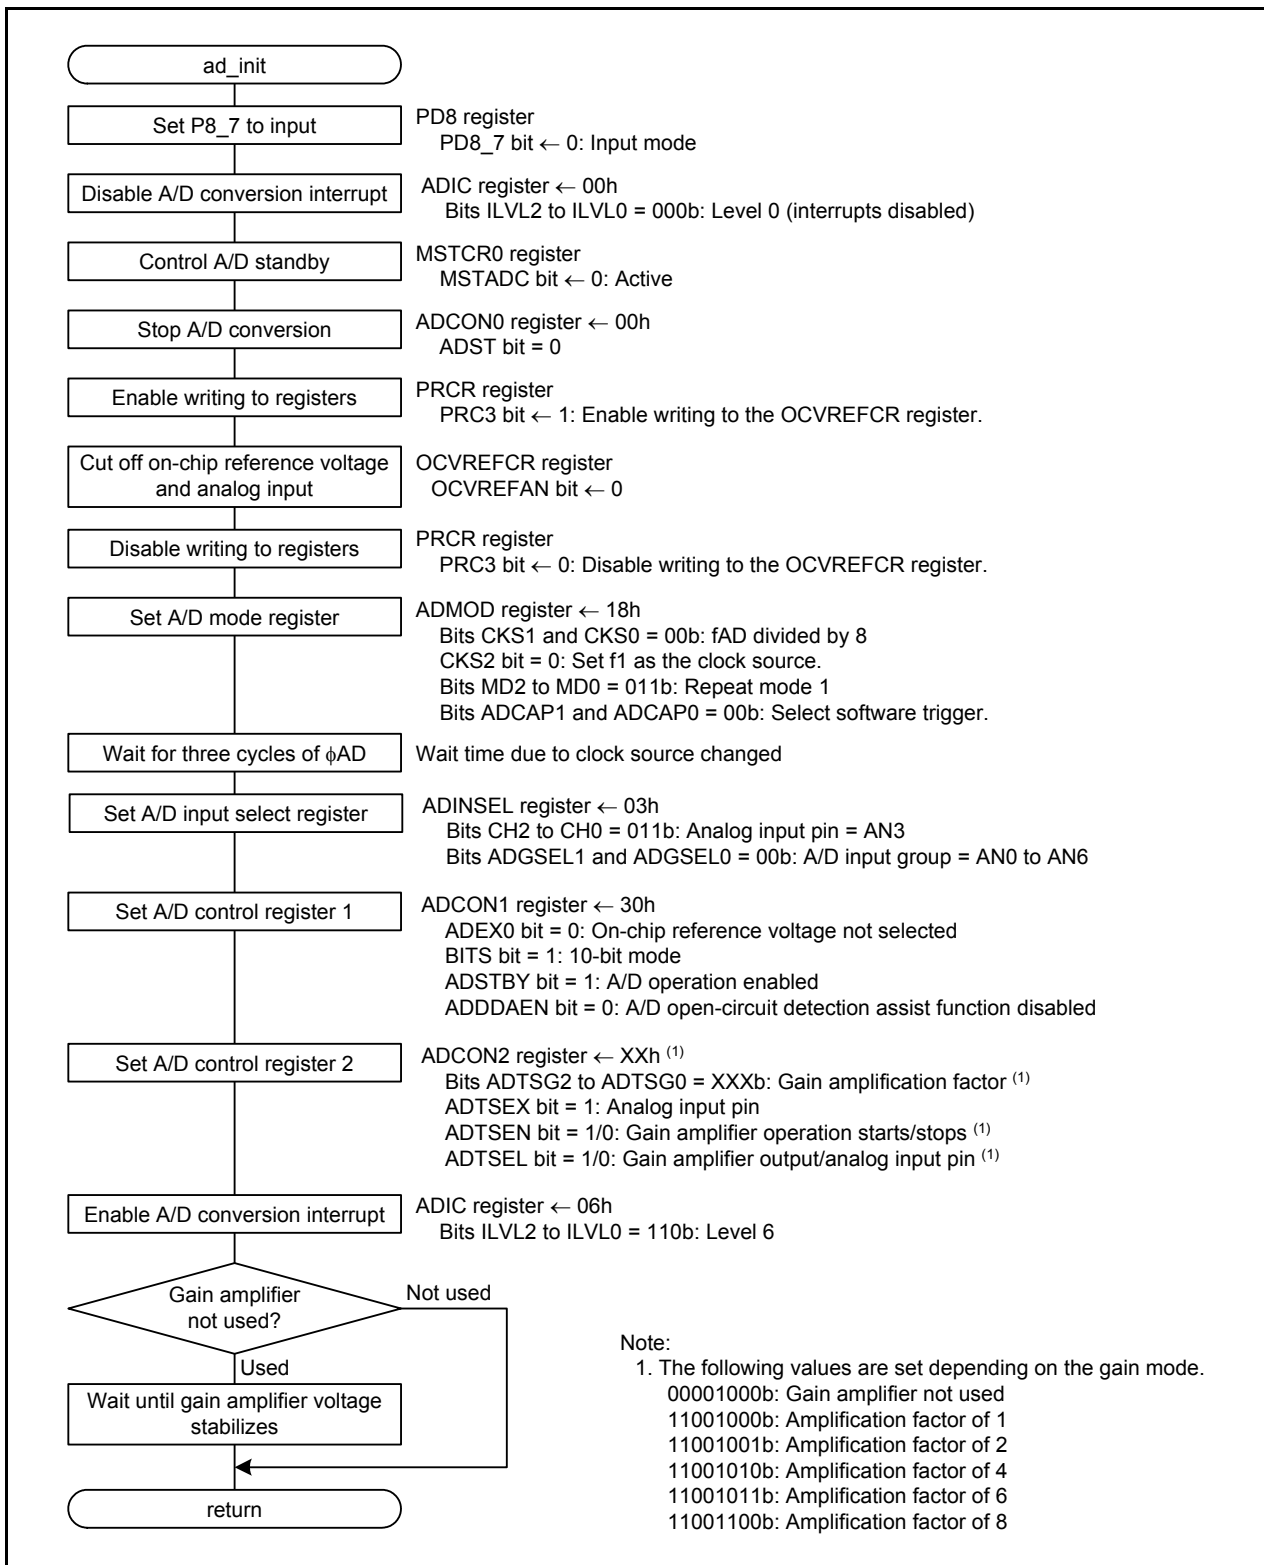 ad_init
Set P8_7 to input
PD8 register
PD8_7 bit ← 0: Input mode
Disable A/D conversion interrupt
ADIC register ← 00h
Bits ILVL2 to ILVL0 = 000b: Level 0 (interrupts disabled)
Control A/D standby
MSTCR0 register
MSTADC bit ← 0: Active
Stop A/D conversion
ADCON0 register ← 00h
ADST bit = 0
Enable writing to registers
PRCR register
PRC3 bit ← 1: Enable writing to the OCVREFCR register.
Cut off on-chip reference voltage
and analog input
OCVREFCR register
OCVREFAN bit ← 0
Disable writing to registers
PRCR register
PRC3 bit ← 0: Disable writing to the OCVREFCR register.
Set A/D mode register
ADMOD register ← 18h
Bits CKS1 and CKS0 = 00b: fAD divided by 8
CKS2 bit = 0: Set f1 as the clock source.
Bits MD2 to MD0 = 011b: Repeat mode 1
Bits ADCAP1 and ADCAP0 = 00b: Select software trigger.
Wait for three cycles of ϕAD
Wait time due to clock source changed
Set A/D input select register
ADINSEL register ← 03h
Bits CH2 to CH0 = 011b: Analog input pin = AN3
Bits ADGSEL1 and ADGSEL0 = 00b: A/D input group = AN0 to AN6
Set A/D control register 1
ADCON1 register ← 30h
ADEX0 bit = 0: On-chip reference voltage not selected
BITS bit = 1: 10-bit mode
ADSTBY bit = 1: A/D operation enabled
ADDDAEN bit = 0: A/D open-circuit detection assist function disabled
Set A/D control register 2
ADCON2 register ← XXh (1)
Bits ADTSG2 to ADTSG0 = XXXb: Gain amplification factor (1)
ADTSEX bit = 1: Analog input pin
ADTSEN bit = 1/0: Gain amplifier operation starts/stops (1)
ADTSEL bit = 1/0: Gain amplifier output/analog input pin (1)
Enable A/D conversion interrupt
ADIC register ← 06h
Bits ILVL2 to ILVL0 = 110b: Level 6
Gain amplifier
not used?
Not used
Used
Wait until gain amplifier voltage
stabilizes
return
Note:
1. The following values are set depending on the gain mode.
00001000b: Gain amplifier not used
11001000b: Amplification factor of 1
11001001b: Amplification factor of 2
11001010b: Amplification factor of 4
11001011b: Amplification factor of 6
11001100b: Amplification factor of 8